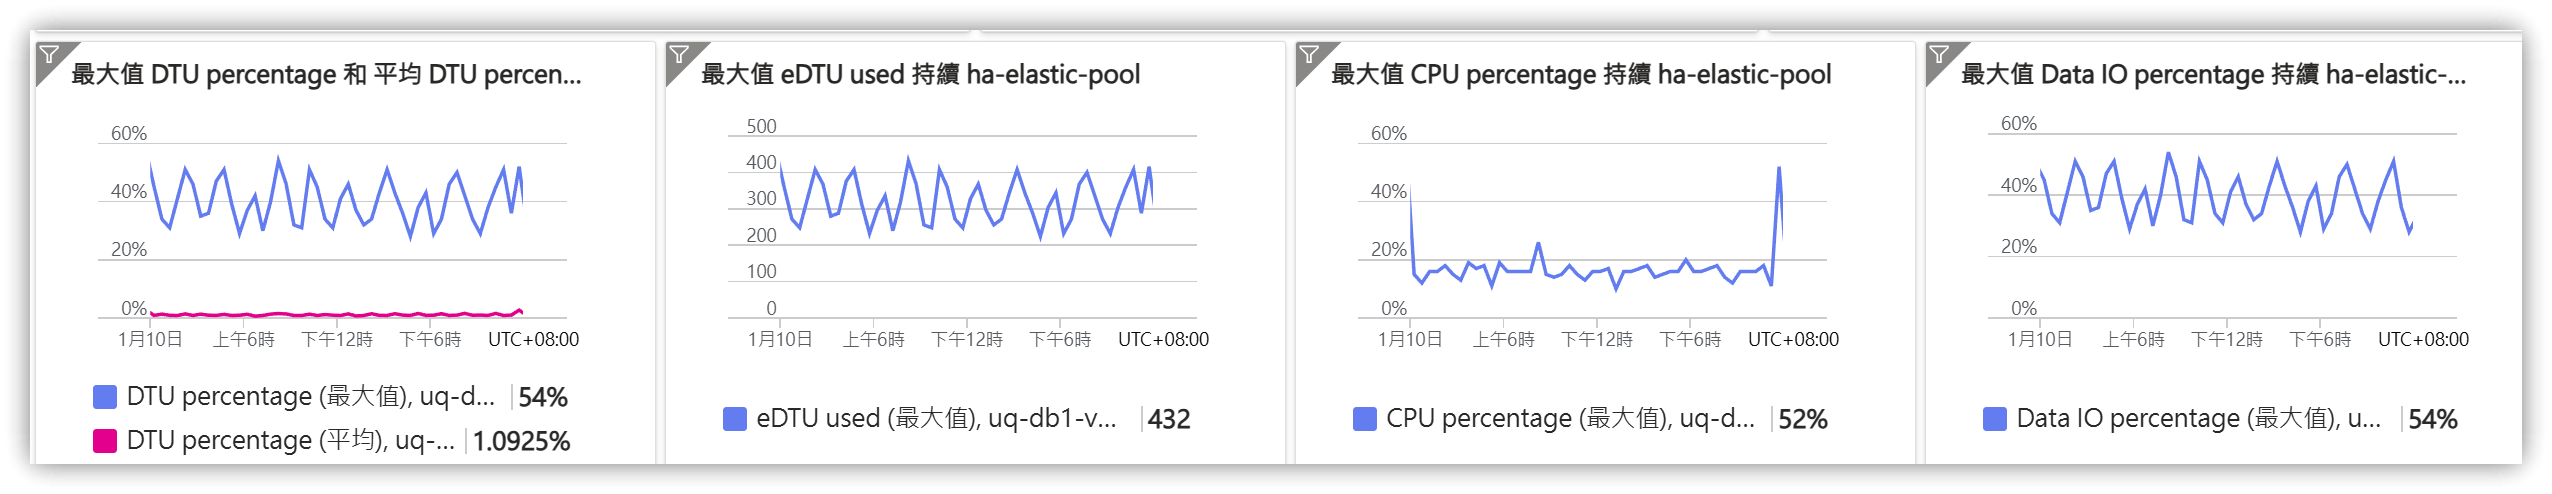 最大值 DTU percentage 和 平均 DTU percen...
60%
40%
20%
0%
1月10日 上午6時 下午12時 下午6時 UTC+08:00
DTU percentage (最大值), uq-d... 54%
DTU percentage (平均), uq-... 1.0925%
最大值 eDTU used 持續 ha-elastic-pool
500
400
300
200
100
0
1月10日 上午6時 下午12時 下午6時 UTC+08:00
eDTU used (最大值), uq-db1-v... 432
最大值 CPU percentage 持續 ha-elastic-pool
60%
40%
20%
0%
1月10日 上午6時 下午12時 下午6時 UTC+08:00
CPU percentage (最大值), uq-d... 52%
最大值 Data IO percentage 持續 ha-elastic-...
60%
40%
20%
0%
1月10日 上午6時 下午12時 下午6時 UTC+08:00
Data IO percentage (最大值), u... 54%